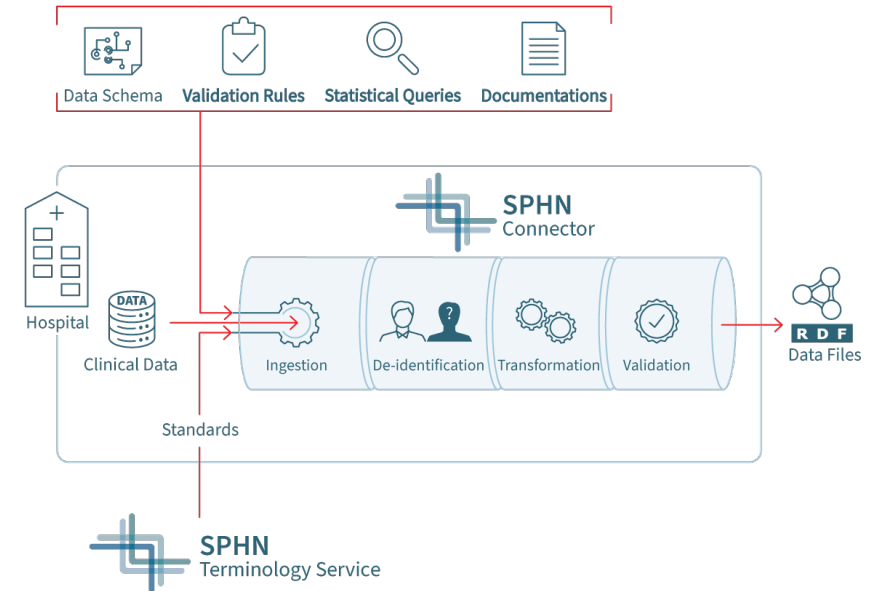 Data Schema
Validation Rules
Statistical Queries
Documentations
SPHN
Connector
DATA
Hospital
Clinical Data
?
Ingestion
De-identification
Transformation
Validation
RDF
Data Files
Standards
SPHN
Terminology Service